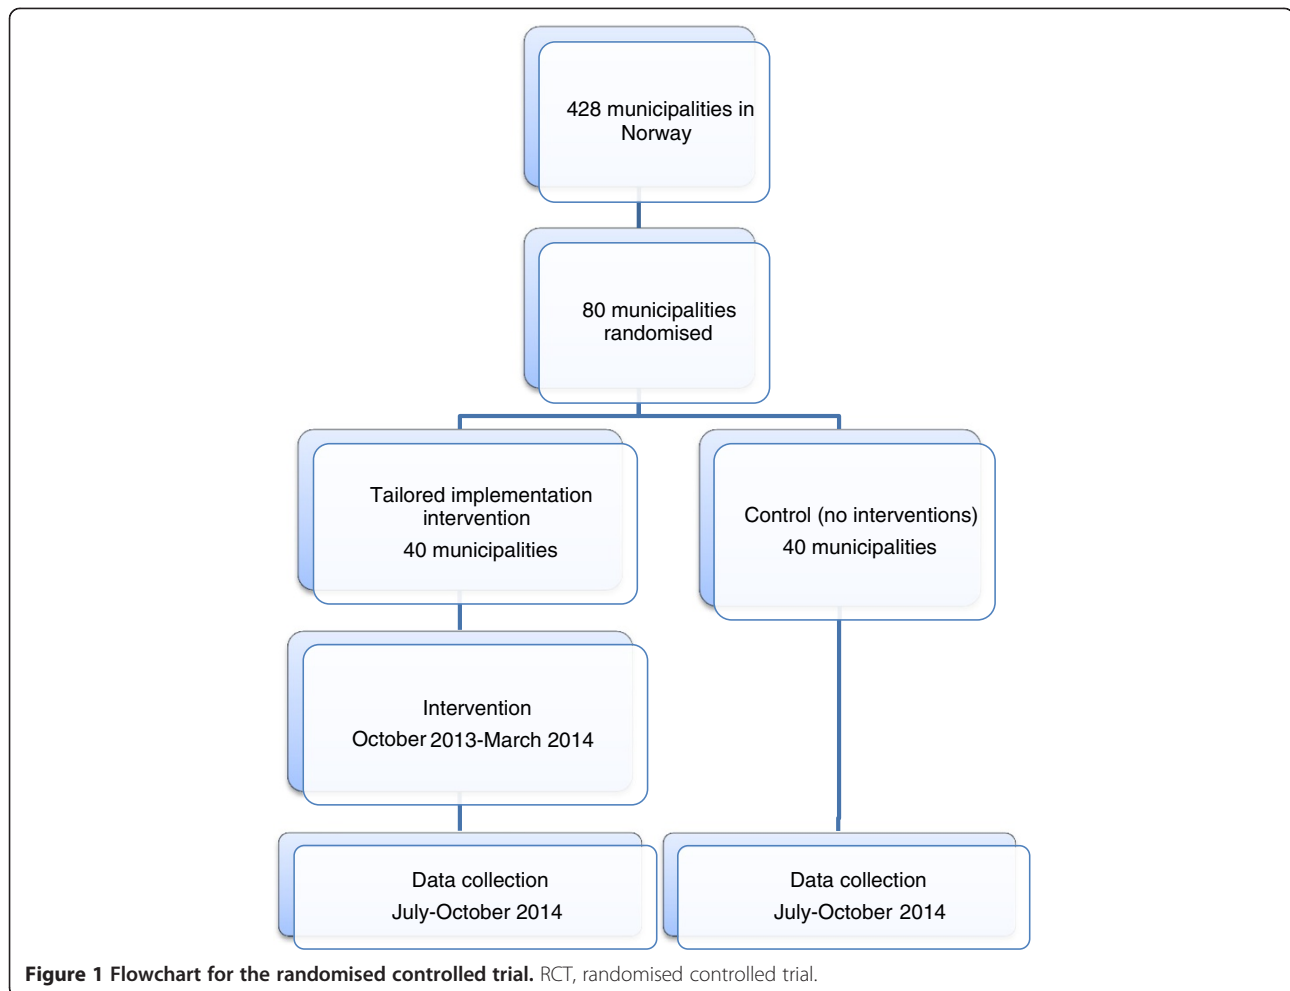 428 municipalities in
Norway
80 municipalities
randomised
Tailored implementation
intervention
40 municipalities
Control (no interventions)
40 municipalities
Intervention
October 2013-March 2014
Data collection
July-October 2014
Data collection
July-October 2014
Figure 1 Flowchart for the randomised controlled trial. RCT, randomised controlled trial.